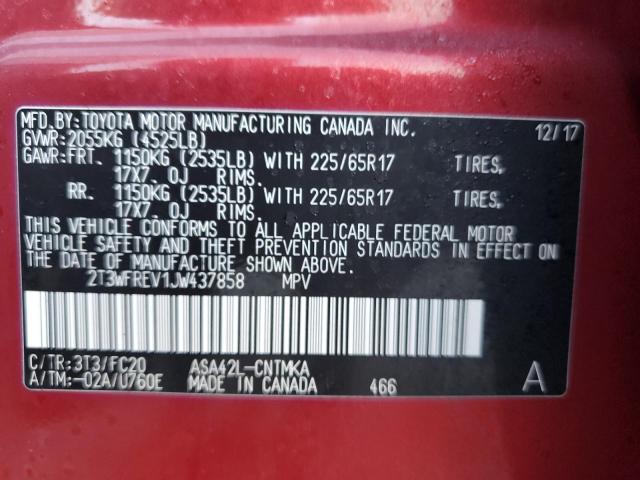 MFD.BY:TOYOTA MOTOR MANUFACTURING CANADA INC. 12/17
GVWR:2055KG (4525LB)
GAWR:FRT. 1150KG (2535LB) WITH 225/65R17 TIRES,
17X7.0J RIMS.
RR. 1150KG (2535LB) WITH 225/65R17 TIRES,
17X7.0J RIMS.
THIS VEHICLE CONFORMS TO ALL APPLICABLE FEDERAL MOTOR
VEHICLE SAFETY AND THEFT PREVENTION STANDARDS IN EFFECT ON
THE DATE OF MANUFACTURE SHOWN ABOVE.
2T3WFREV1JW437858 MPV
C/TR:3T3/FC20 ASA42L-CNTMKA
A/TM:-02A/U760E MADE IN CANADA 466 A